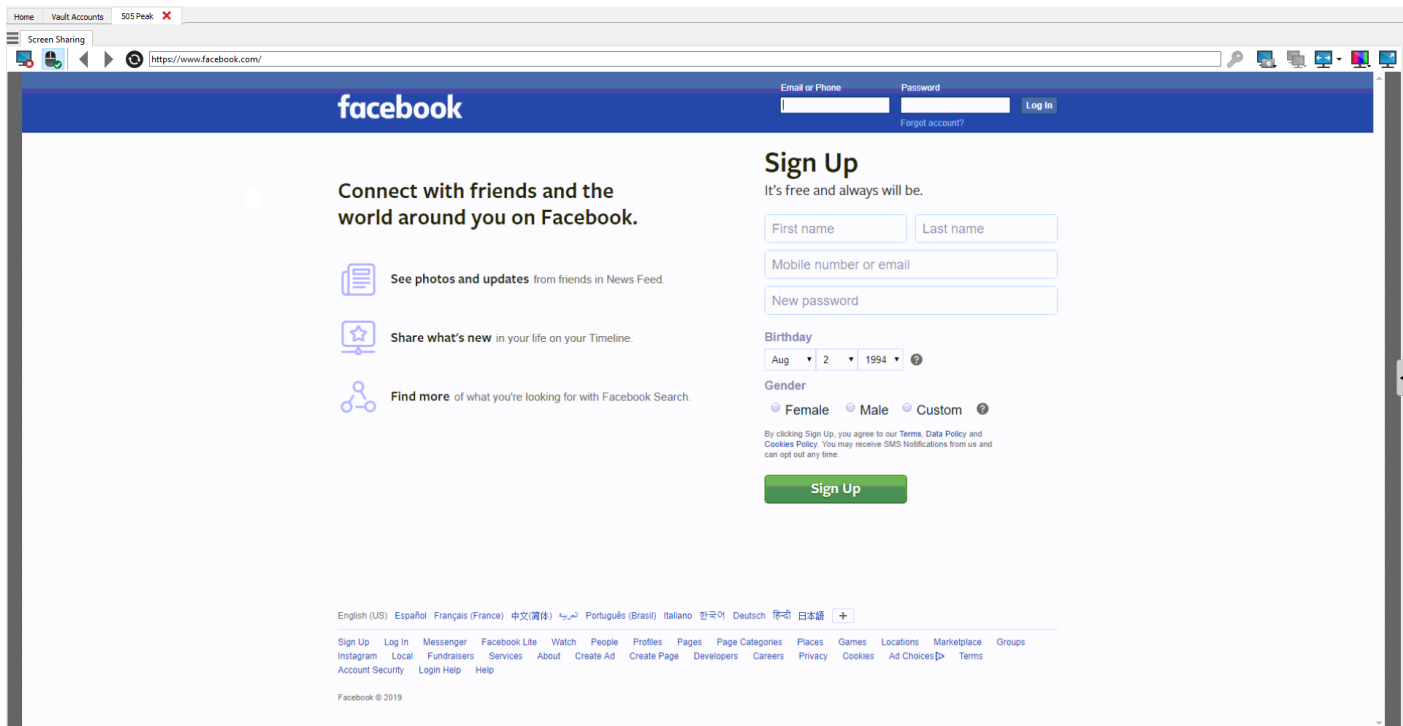 Home Vault Accounts 505 Peak
Screen Sharing
https://www.facebook.com/
facebook
Email or Phone Password
Log In
Forgot account?
Connect with friends and the
world around you on Facebook.
See photos and updates from friends in News Feed.
Share what's new in your life on your Timeline.
Find more of what you're looking for with Facebook Search.
Sign Up
It's free and always will be.
First name Last name
Mobile number or email
New password
Birthday
Aug 2 1994 ?
Gender
Female Male Custom ?
By clicking Sign Up, you agree to our Terms, Data Policy and
Cookies Policy. You may receive SMS Notifications from us and
can opt out any time.
Sign Up
English (US) Español Français (France) 中文(简体) العربية Português (Brasil) Italiano 한국어 Deutsch हिन्दी 日本語 +
Sign Up Log In Messenger Facebook Lite Watch People Profiles Pages Page Categories Places Games Locations Marketplace Groups
Instagram Local Fundraisers Services About Create Ad Create Page Developers Careers Privacy Cookies Ad Choices Terms
Account Security Login Help Help
Facebook © 2019